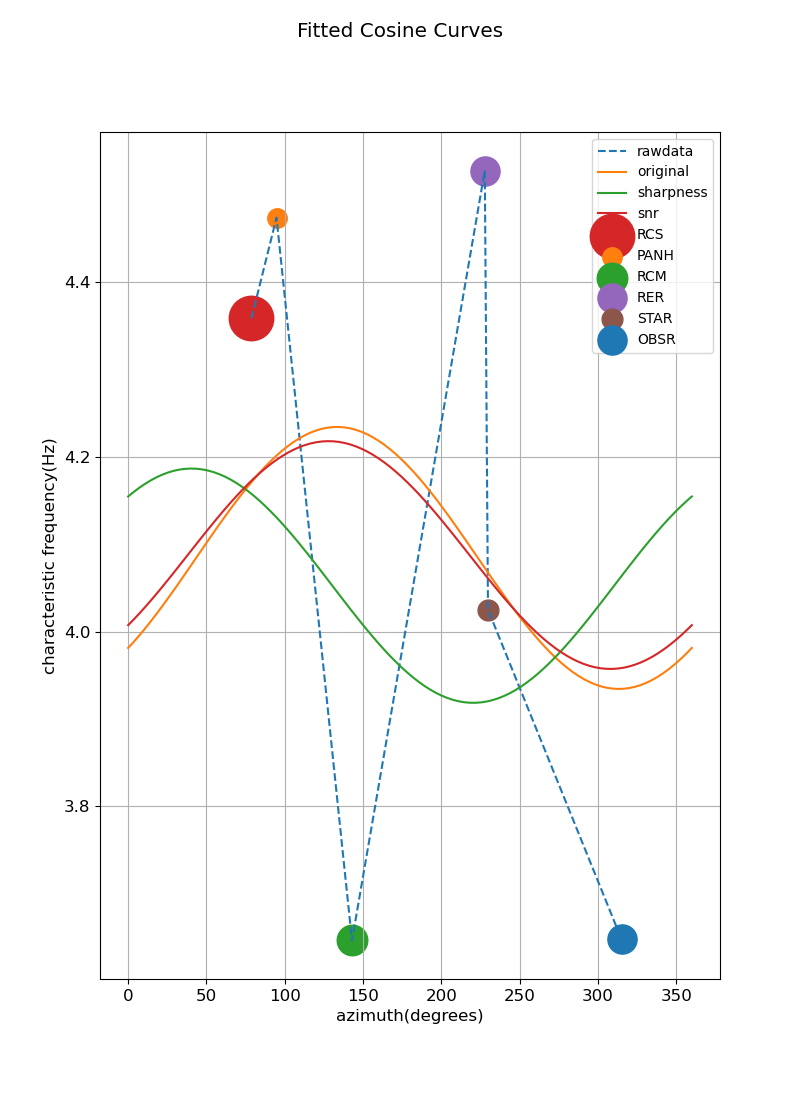 Fitted Cosine Curves
rawdata
original
sharpness
snr
RCS
PANH
RCM
RER
STAR
OBSR
4.4
4.2
4.0
3.8
characteristic frequency(Hz)
0 50 100 150 200 250 300 350
azimuth(degrees)